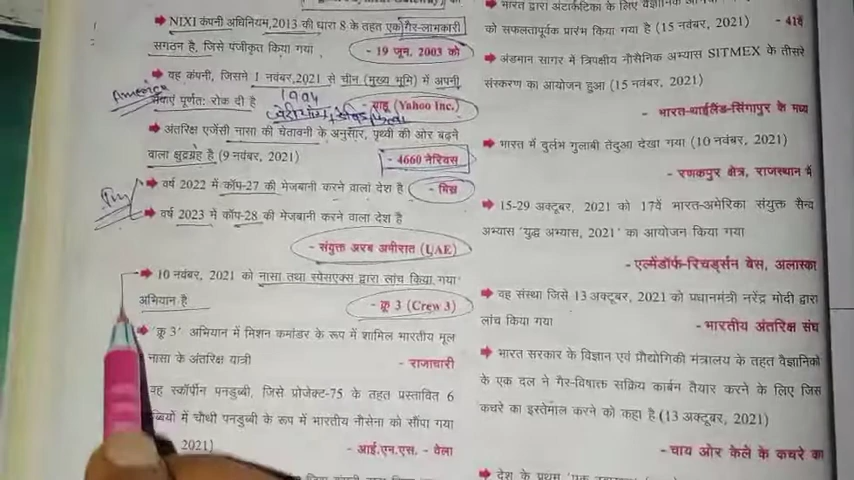 NIXI कंपनी अधिनियम, 2013 की धारा 8 के तहत एक गैर-लाभकारी
संगठन है, जिसे पंजीकृत किया गया - 19 जून, 2003 को
वह कंपनी, जिसने 1 नवंबर, 2021 से चीन (मुख्य भूमि) में अपनी
America
सेवाएं पूर्णतः रोक दी है - याहू (Yahoo Inc.)
1994
अंतरिक्ष एजेंसी नासा की चेतावनी के अनुसार, पृथ्वी की ओर बढ़ने
वाला क्षुद्रग्रह है (9 नवंबर, 2021) - 4660 नेरियस
वर्ष 2022 में कॉप-27 की मेजबानी करने वाला देश है - मिस्र
वर्ष 2023 में कॉप-28 की मेजबानी करने वाला देश है
- संयुक्त अरब अमीरात (UAE)
10 नवंबर, 2021 को नासा तथा स्पेसएक्स द्वारा लांच किया गया
अभियान है - क्रू 3 (Crew 3)
'क्रू 3' अभियान में मिशन कमांडर के रूप में शामिल भारतीय मूल
नासा के अंतरिक्ष यात्री - राजाचारी
वह स्कॉर्पीन पनडुब्बी, जिसे प्रोजेक्ट-75 के तहत प्रस्तावित 6
में चौथी पनडुब्बी के रूप में भारतीय नौसेना को सौंपा गया
2021) - आई.एन.एस. - वेला
भारत द्वारा अंटार्कटिका के लिए वैज्ञानिक
को सफलतापूर्वक प्रारंभ किया गया है (15 नवंबर, 2021) - 41वें
अंडमान सागर में त्रिपक्षीय नौसैनिक अभ्यास SITMEX के तीसरे
संस्करण का आयोजन हुआ (15 नवंबर, 2021)
- भारत-थाईलैंड-सिंगापुर के मध्य
भारत में दुर्लभ गुलाबी तेंदुआ देखा गया (10 नवंबर, 2021)
- रणकपुर क्षेत्र, राजस्थान में
15-29 अक्टूबर, 2021 को 17वें भारत-अमेरिका संयुक्त सैन्य
अभ्यास 'युद्ध अभ्यास, 2021' का आयोजन किया गया
- एल्मेंडॉर्फ-रिचर्ड्सन बेस, अलास्का
वह संस्था जिसे 13 अक्टूबर, 2021 को प्रधानमंत्री नरेंद्र मोदी द्वारा
लांच किया गया - भारतीय अंतरिक्ष संघ
भारत सरकार के विज्ञान एवं प्रौद्योगिकी मंत्रालय के तहत वैज्ञानिकों
के एक दल ने गैर-विषाक्त सक्रिय कार्बन तैयार करने के लिए जिस
कचरे का इस्तेमाल करने को कहा है (13 अक्टूबर, 2021)
- चाय ओर केले के कचरे का
देश के प्रथम